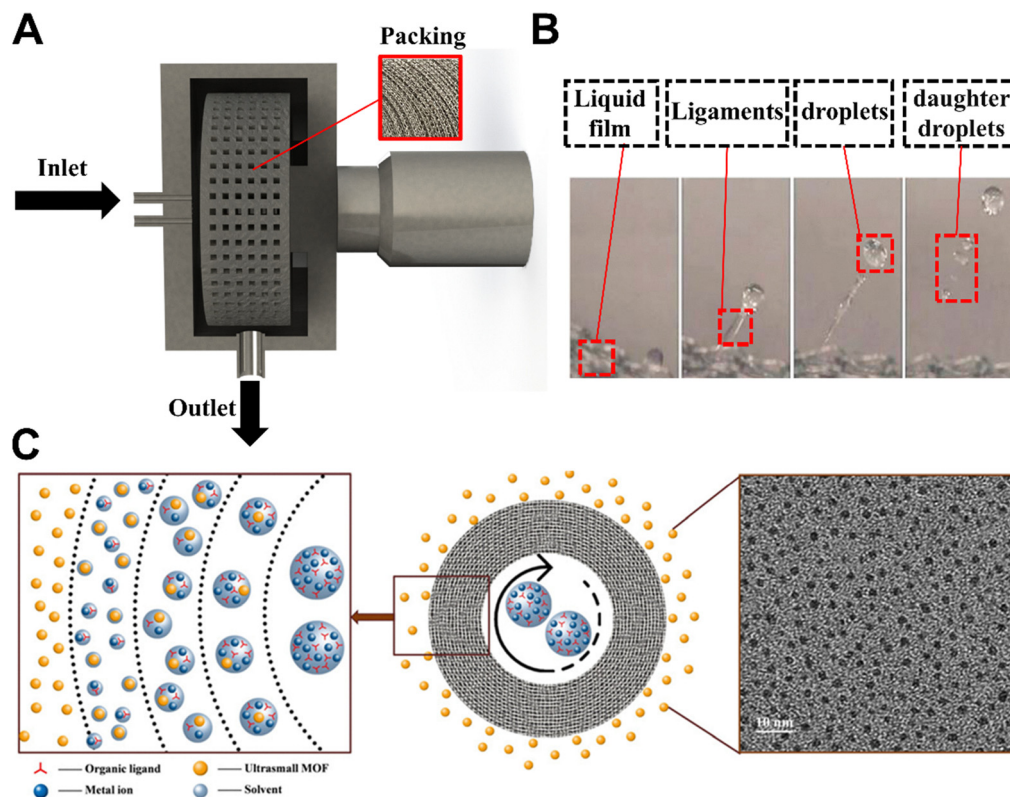 A
Packing
Inlet
Outlet
B
Liquid
film
Ligaments
droplets
daughter
droplets
C
10 nm
Organic ligand
Ultrasmall MOF
Metal ion
Solvent